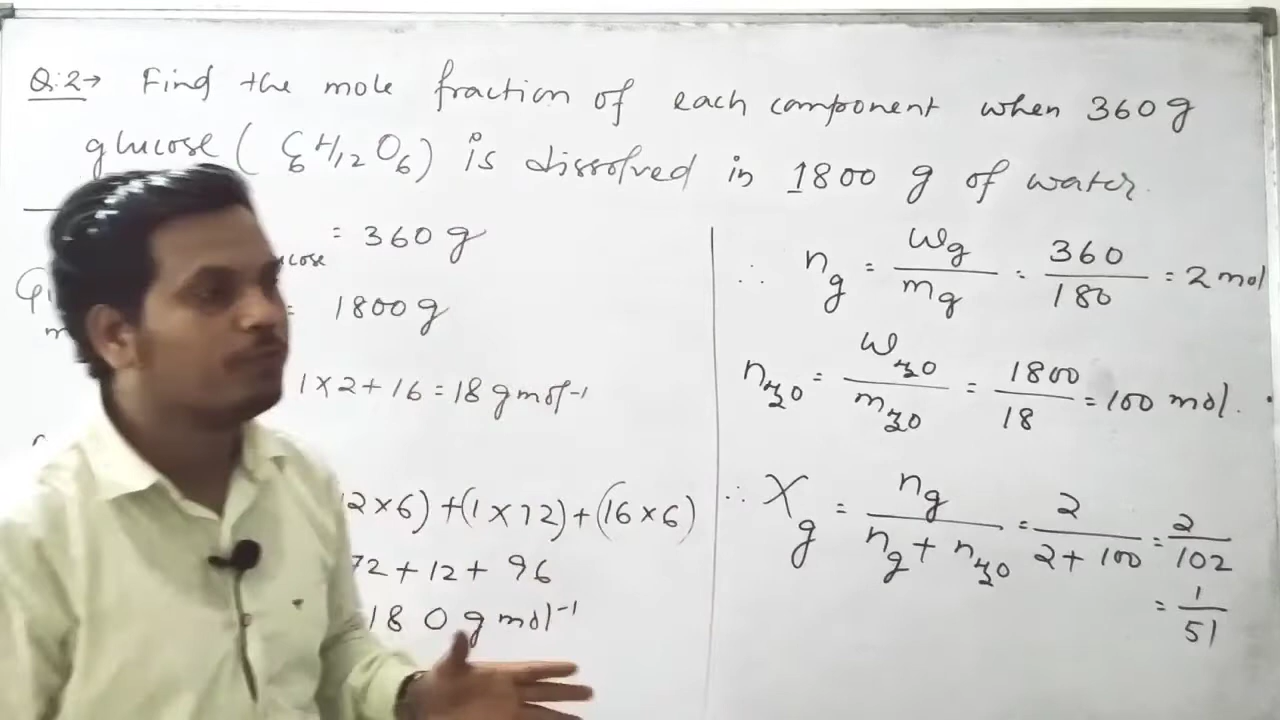 Q:2→ Find the mole fraction of each component when 360 g
glucose (C6H12O6) is dissolved in 1800 g of water.
= 360 g
= 1800 g
1×2+16=18 g mol⁻¹
2×6)+(1×12)+(16×6)
72+12+96
180 g mol⁻¹
∴ ng = wg/mg = 360/180 = 2 mol
nH2O = wH2O/mH2O = 1800/18 = 100 mol.
∴ Xg = ng/ng+nH2O = 2/2+100 = 2/102
= 1/51